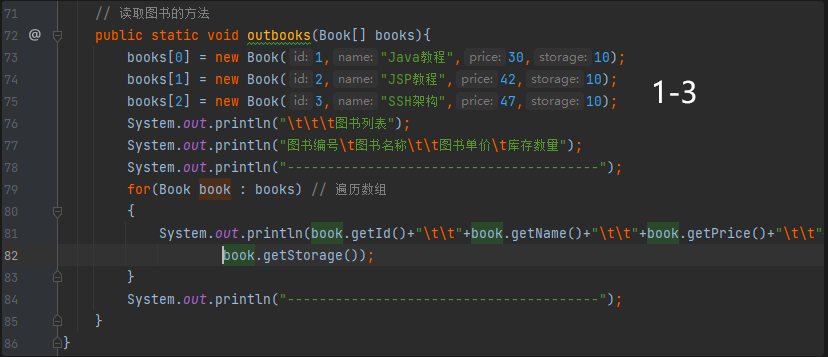 71 // 读取图书的方法
72 @ public static void outbooks(Book[] books){
73 books[0] = new Book( id: 1, name: "Java教程", price: 30, storage: 10);
74 books[1] = new Book( id: 2, name: "JSP教程", price: 42, storage: 10);
75 books[2] = new Book( id: 3, name: "SSH架构", price: 47, storage: 10);
1-3
76 System.out.println("\t\t\t图书列表");
77 System.out.println("图书编号\t图书名称\t\t图书单价\t库存数量");
78 System.out.println("---------------------------------------");
79 for(Book book : books) // 遍历数组
80 {
81 System.out.println(book.getId()+"\t\t"+book.getName()+"\t\t"+book.getPrice()+"\t\t"
82 book.getStorage());
83 }
84 System.out.println("---------------------------------------");
85 }
86 }